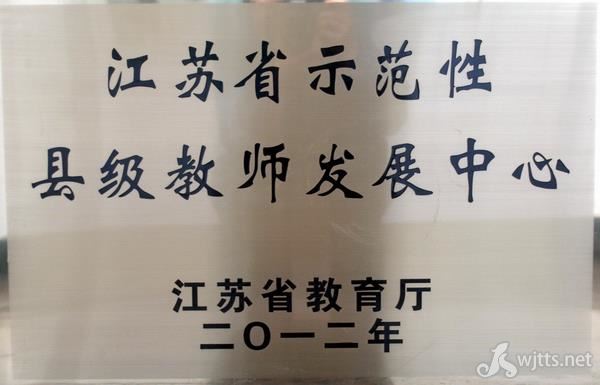 江苏省示范性
县级教师发展中心
江苏省教育厅
二〇一二年
wjtts.net